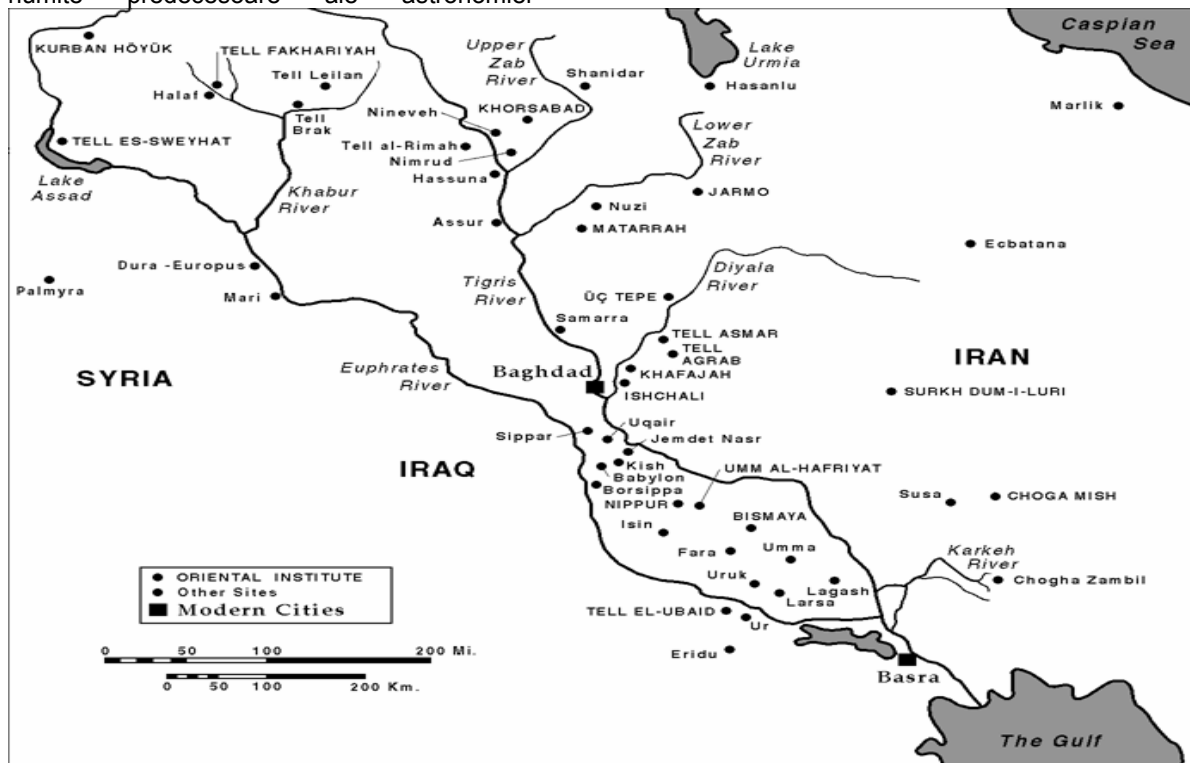 numite predecesoare ale astronomiei
Caspian
Sea
KURBAN HÖYÜK
TELL FAKHARIYAH
Upper
Zab
River
Lake
Urmia
Tell Leilan
Shanidar
Hasanlu
Halaf
Nineveh
KHORSABAD
Marlik
Tell
Brak
Lower
Zab
River
TELL ES-SWEYHAT
Tell al-Rimah
Nimrud
Hassuna
Lake
Assad
Khabur
River
JARMO
Nuzi
Assur
MATARRAH
Ecbatana
Dura -Europus
Diyala
River
Palmyra
Mari
Tigris
River
ÜÇ TEPE
Samarra
TELL ASMAR
TELL
AGRAB
IRAN
SYRIA
Euphrates
River
Baghdad
KHAFAJAH
ISHCHALI
SURKH DUM-I-LURI
Uqair
Sippar
Jemdet Nasr
IRAQ
Kish
Babylon
UMM AL-HAFRIYAT
Borsippa
NIPPUR
Susa
CHOGA MISH
BISMAYA
Isin
Fara
Umma
Karkeh
River
Uruk
Lagash
Chogha Zambil
Larsa
TELL EL-UBAID
Ur
Eridu
Basra
The Gulf
ORIENTAL INSTITUTE
Other Sites
Modern Cities
0 50 100 200 Mi.
0 50 100 200 Km.